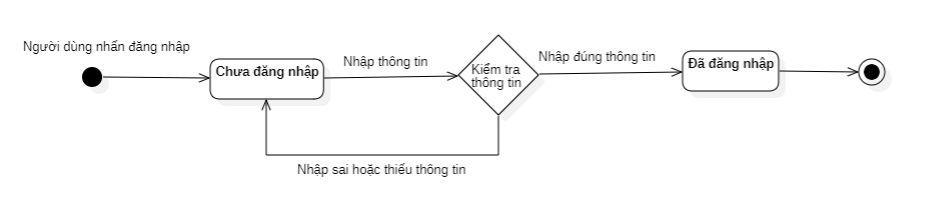 Người dùng nhấn đăng nhập
Chưa đăng nhập
Nhập thông tin
Kiểm tra
thông tin
Nhập đúng thông tin
Đã đăng nhập
Nhập sai hoặc thiếu thông tin